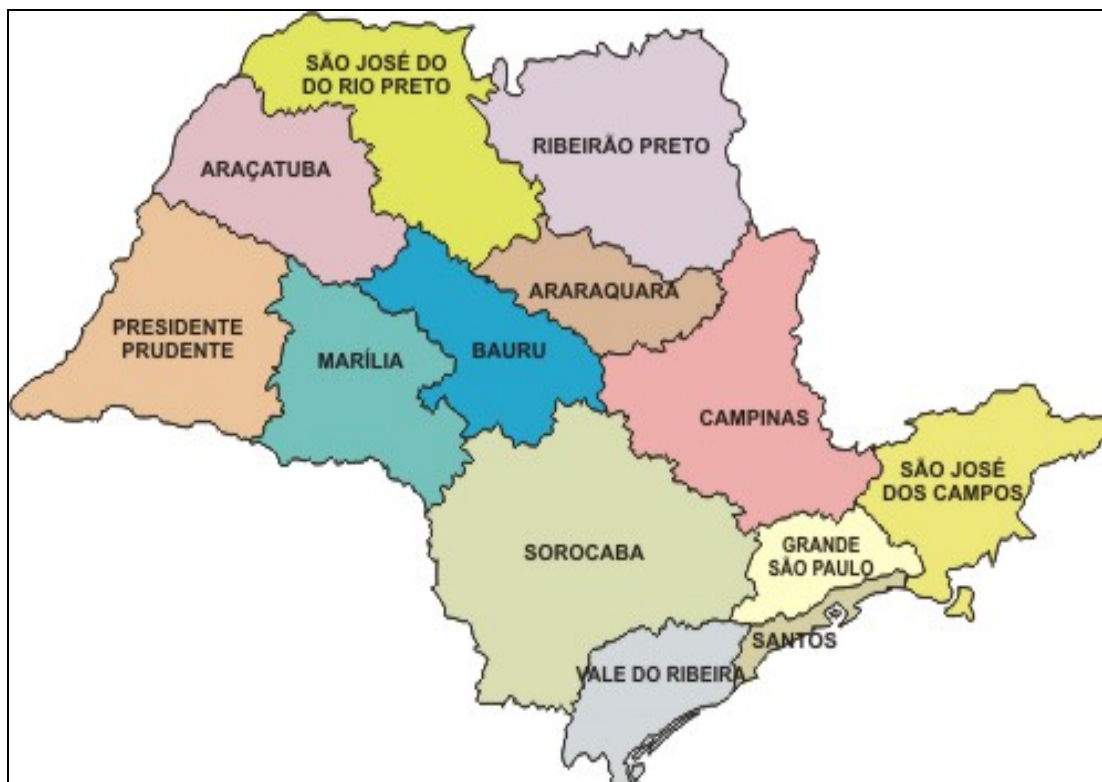 SÃO JOSÉ DO
DO RIO PRETO
RIBEIRÃO PRETO
ARAÇATUBA
ARARAQUARA
PRESIDENTE
PRUDENTE
MARÍLIA
BAURU
CAMPINAS
SÃO JOSÉ
DOS CAMPOS
SOROCABA
GRANDE
SÃO PAULO
SANTOS
VALE DO RIBEIRA